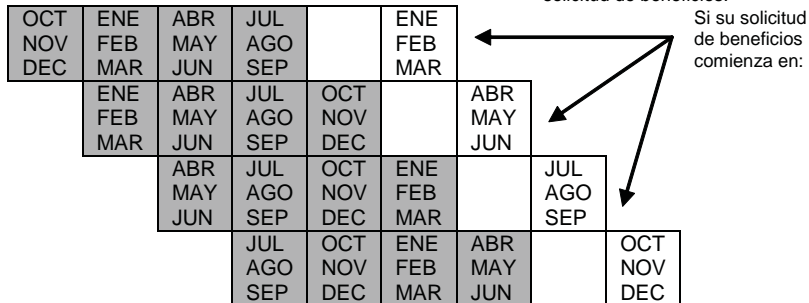 solicitud de beneficios.
Si su solicitud
de beneficios
comienza en:
OCT ENE ABR JUL ENE
NOV FEB MAY AGO FEB
DEC MAR JUN SEP MAR
ENE ABR JUL OCT ABR
FEB MAY AGO NOV MAY
MAR JUN SEP DEC JUN
ABR JUL OCT ENE JUL
MAY AGO NOV FEB AGO
JUN SEP DEC MAR SEP
JUL OCT ENE ABR OCT
AGO NOV FEB MAY NOV
SEP DEC MAR JUN DEC